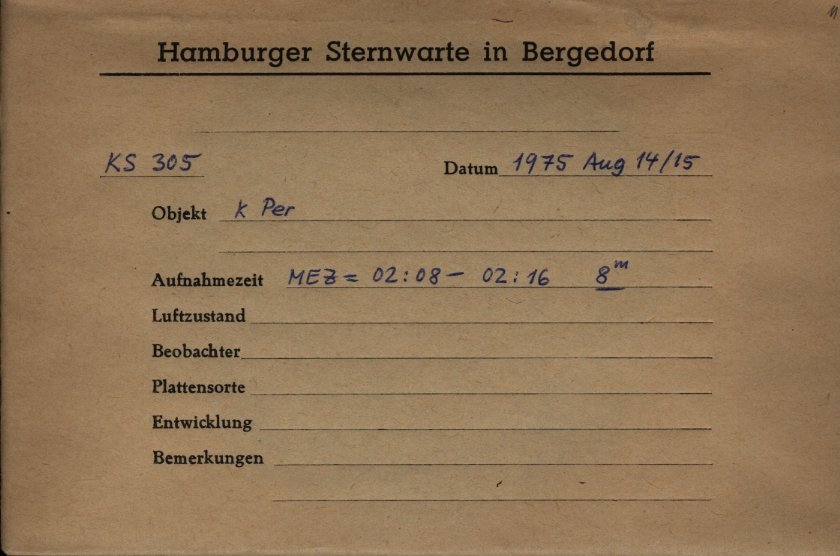 Hamburger Sternwarte in Bergedorf
KS 305 Datum 1975 Aug 14/15
Objekt K Per
Aufnahmezeit MEZ = 02:08 – 02:16 8m
Luftzustand
Beobachter
Plattensorte
Entwicklung
Bemerkungen